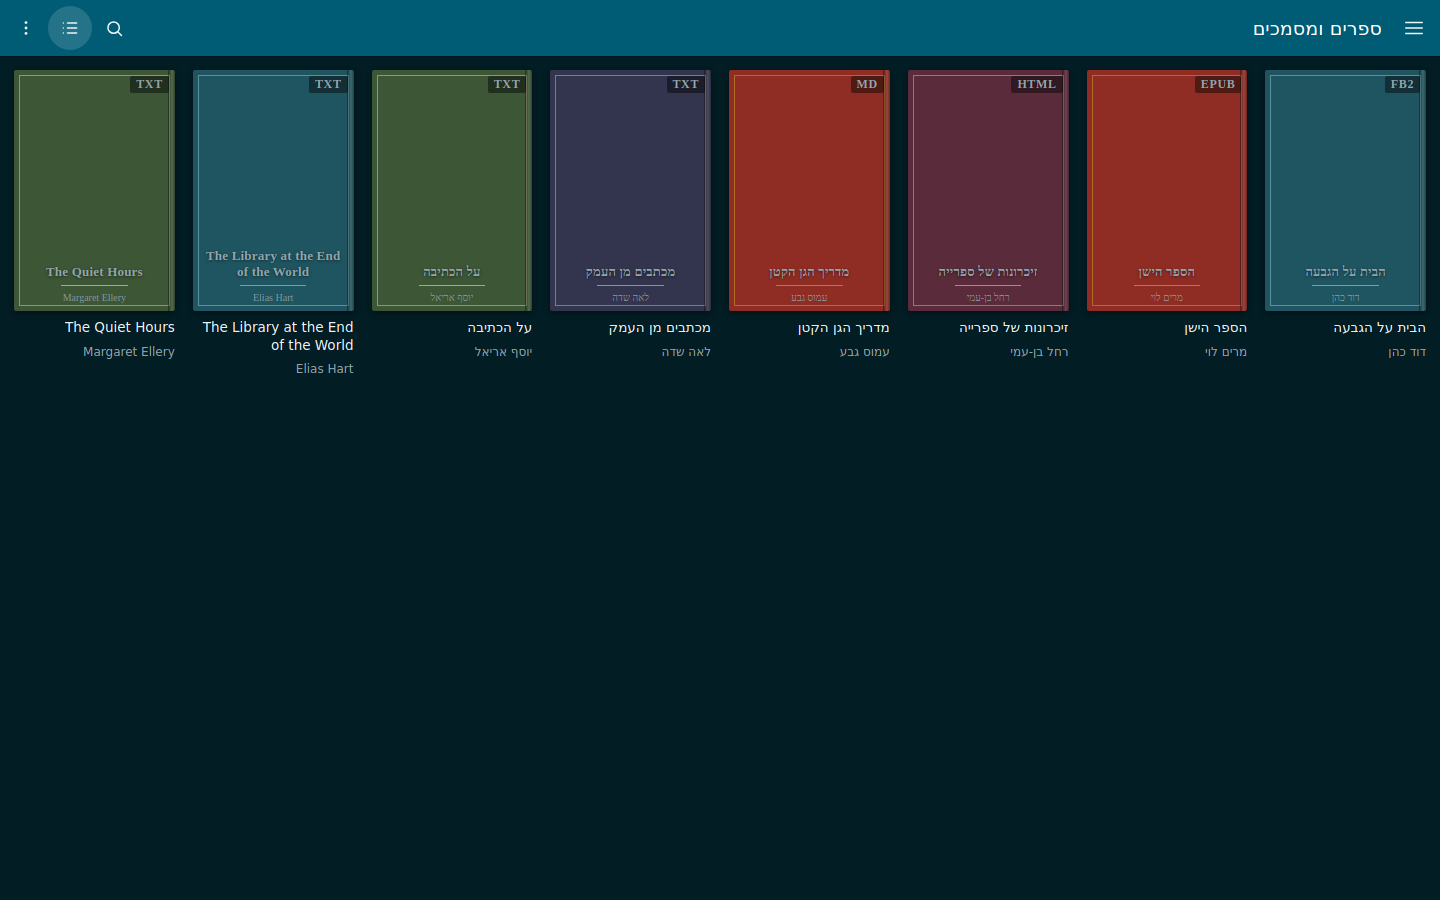 ספרים ומסמכים
FB2
הבית על הגבעה
דוד כהן
הבית על הגבעה
דוד כהן
EPUB
הספר הישן
מרים לוי
הספר הישן
מרים לוי
HTML
זיכרונות של ספרייה
רחל בן-עמי
זיכרונות של ספרייה
רחל בן-עמי
MD
מדריך הגן הקטן
עמוס גבע
מדריך הגן הקטן
עמוס גבע
TXT
מכתבים מן העמק
לאה שדה
מכתבים מן העמק
לאה שדה
TXT
על הכתיבה
יוסף אריאל
על הכתיבה
יוסף אריאל
TXT
The Library at the End
of the World
Elias Hart
The Library at the End
of the World
Elias Hart
TXT
The Quiet Hours
Margaret Ellery
The Quiet Hours
Margaret Ellery